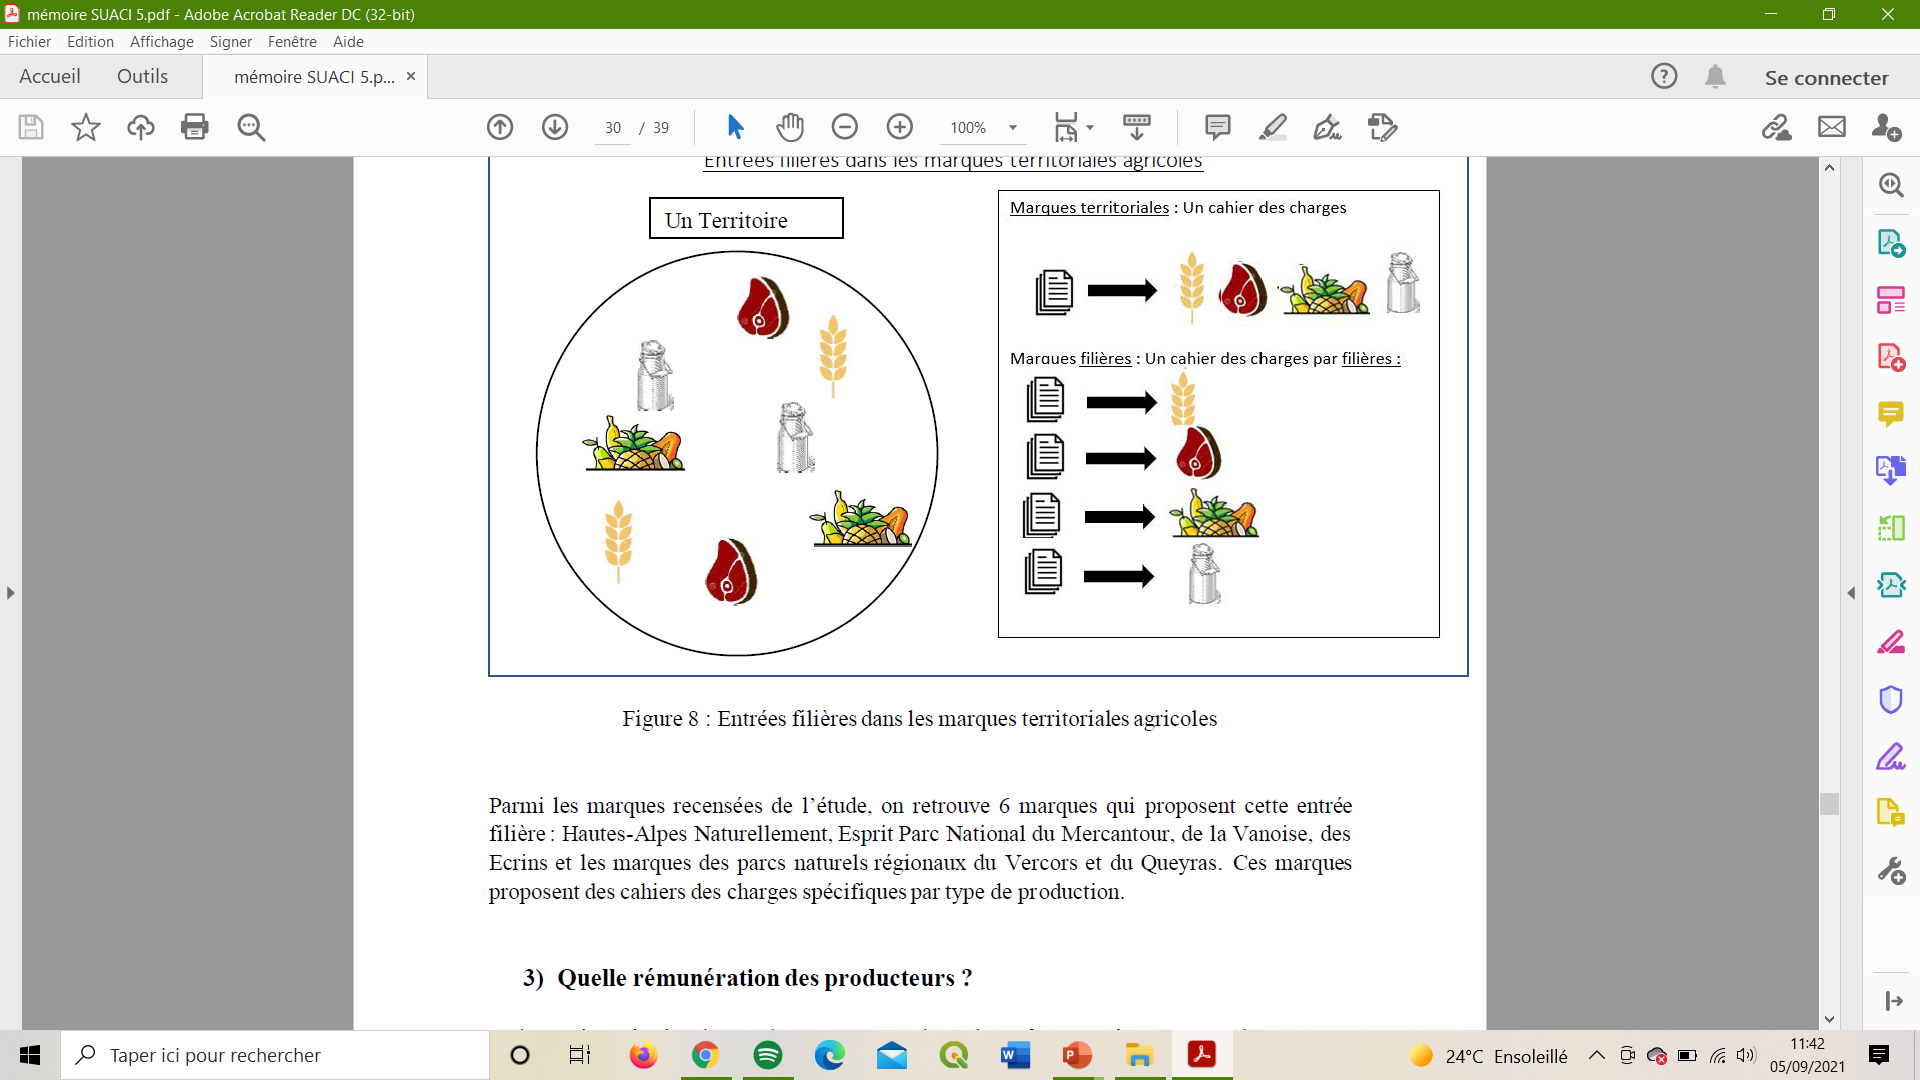 mémoire SUACI 5.pdf - Adobe Acrobat Reader DC (32-bit)
Fichier Edition Affichage Signer Fenêtre Aide
Accueil Outils mémoire SUACI 5.p... × Se connecter
30 / 39 100%
Entrées filières dans les marques territoriales agricoles
Un Territoire
Marques territoriales : Un cahier des charges
Marques filières : Un cahier des charges par filières :
Figure 8 : Entrées filières dans les marques territoriales agricoles
Parmi les marques recensées de l’étude, on retrouve 6 marques qui proposent cette entrée
filière : Hautes-Alpes Naturellement, Esprit Parc National du Mercantour, de la Vanoise, des
Ecrins et les marques des parcs naturels régionaux du Vercors et du Queyras. Ces marques
proposent des cahiers des charges spécifiques par type de production.
3) Quelle rémunération des producteurs ?
Taper ici pour rechercher
24°C Ensoleillé
11:42
05/09/2021